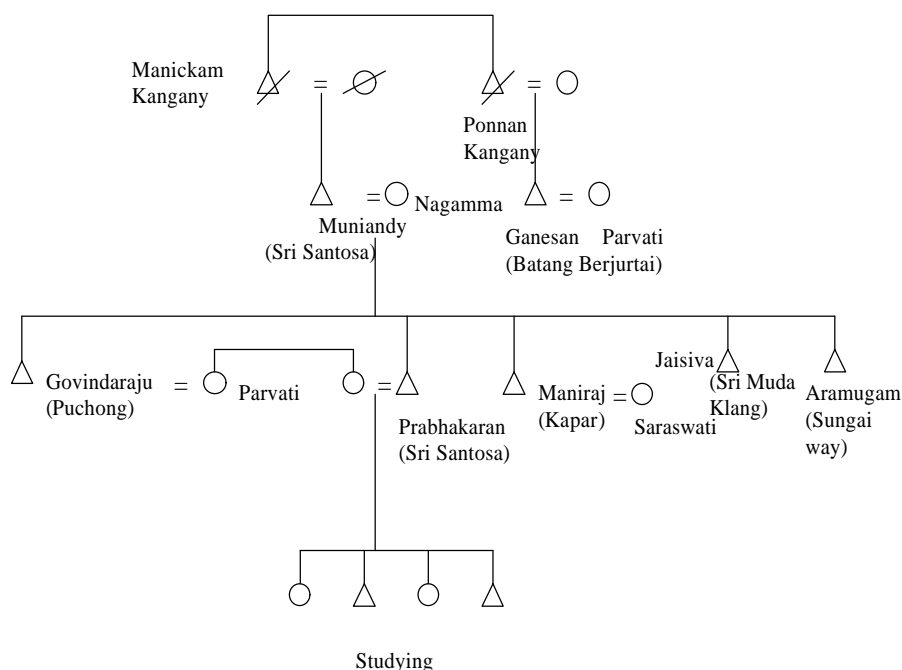 Manickam
Kangany
=
=
Ponnan
Kangany
=
Nagamma
=
Muniandy
(Sri Santosa)
Ganesan Parvati
(Batang Berjurtai)
Govindaraju
(Puchong)
=
Parvati
=
Prabhakaran
(Sri Santosa)
Maniraj
(Kapar)
=
Saraswati
Jaisiva
(Sri Muda
Klang)
Aramugam
(Sungai
way)
Studying